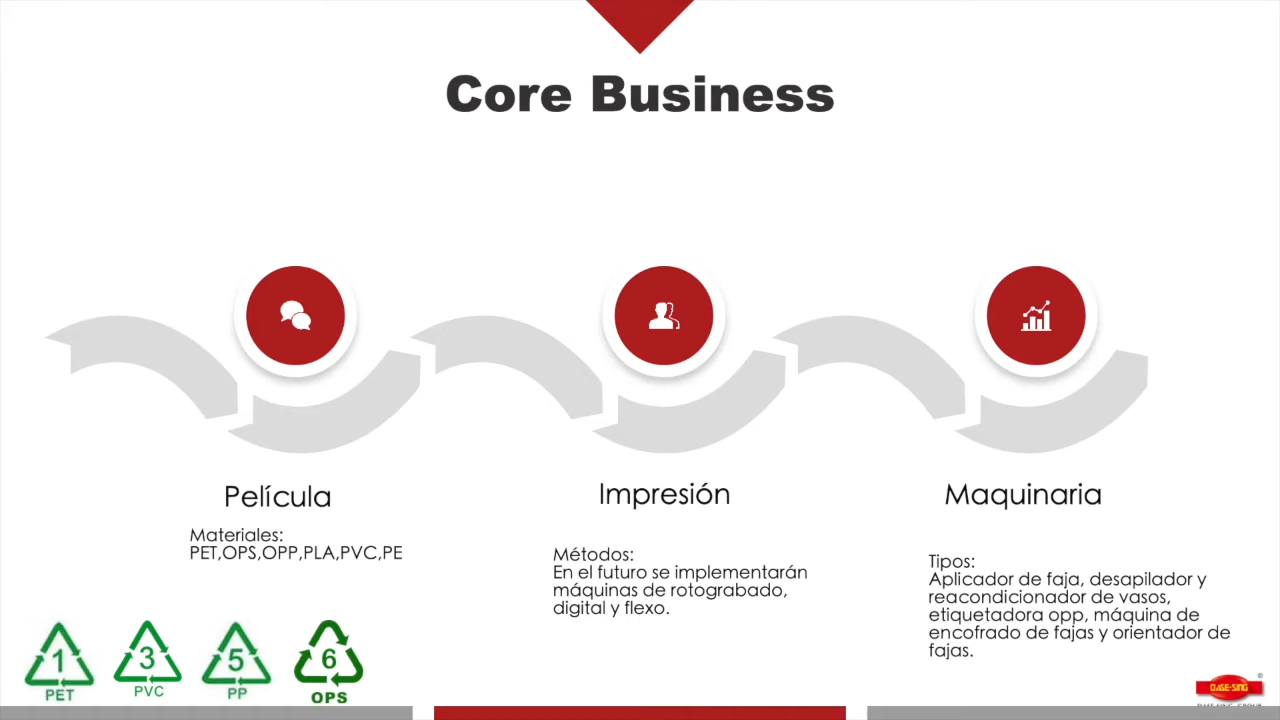 Core Business
Película
Materiales:
PET,OPS,OPP,PLA,PVC,PE
Impresión
Métodos:
En el futuro se implementarán
máquinas de rotograbado,
digital y flexo.
Maquinaria
Tipos:
Aplicador de faja, desapilador y
reacondicionador de vasos,
etiquetadora opp, máquina de
encofrado de fajas y orientador de
fajas.
1
PET
3
PVC
5
PP
6
OPS
DASE-SING
®